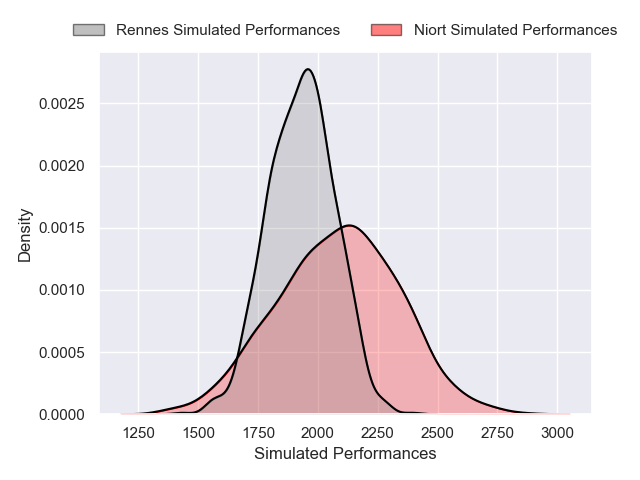 Rennes Simulated Performances  Niort Simulated Performances
0.0025
0.0020
0.0015
0.0010
0.0005
0.0000
Density
1250 1500 1750 2000 2250 2500 2750 3000
Simulated Performances